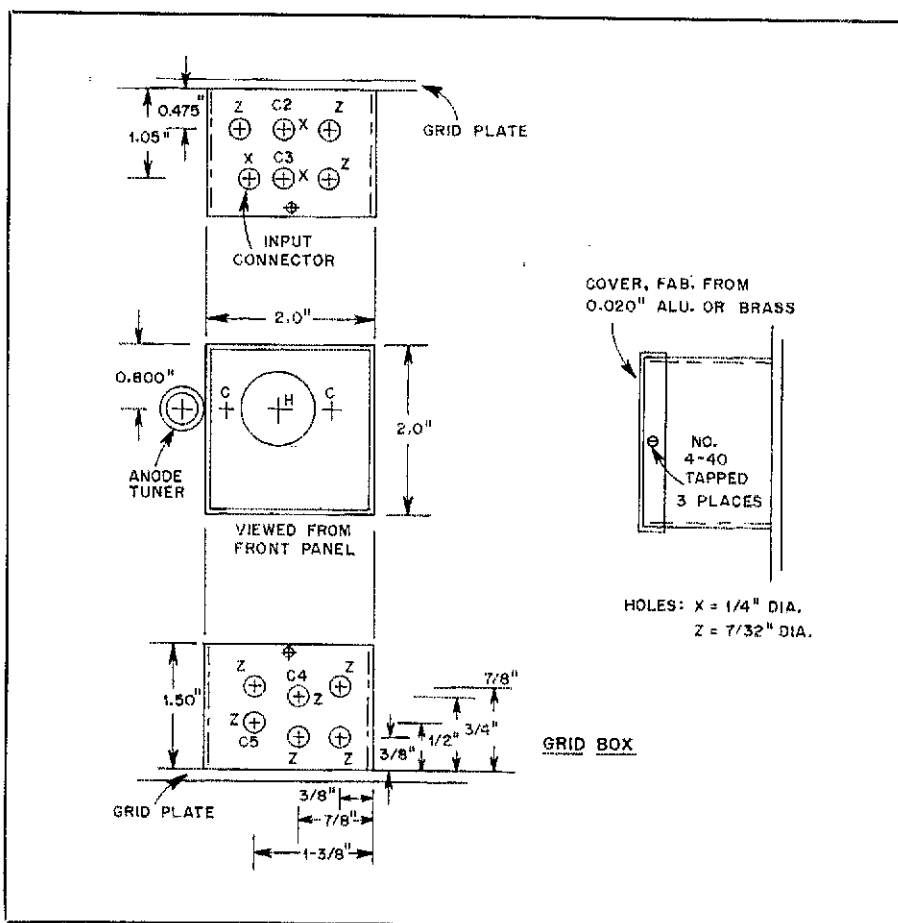 0.475"
1.05"
Z C2 Z
X
GRID PLATE
X C3 Z
X
INPUT
CONNECTOR
2.0"
0.800"
C H C
2.0"
ANODE
TUNER
VIEWED FROM
FRONT PANEL
COVER, FAB. FROM
0.020" ALU. OR BRASS
NO.
4-40
TAPPED
3 PLACES
HOLES: X = 1/4" DIA.
Z = 7/32" DIA.
1.50"
Z C4 Z
Z
Z
C5 Z Z
7/8"
3/4"
1/2"
3/8"
GRID BOX
GRID PLATE
3/8"
7/8"
1-3/8"